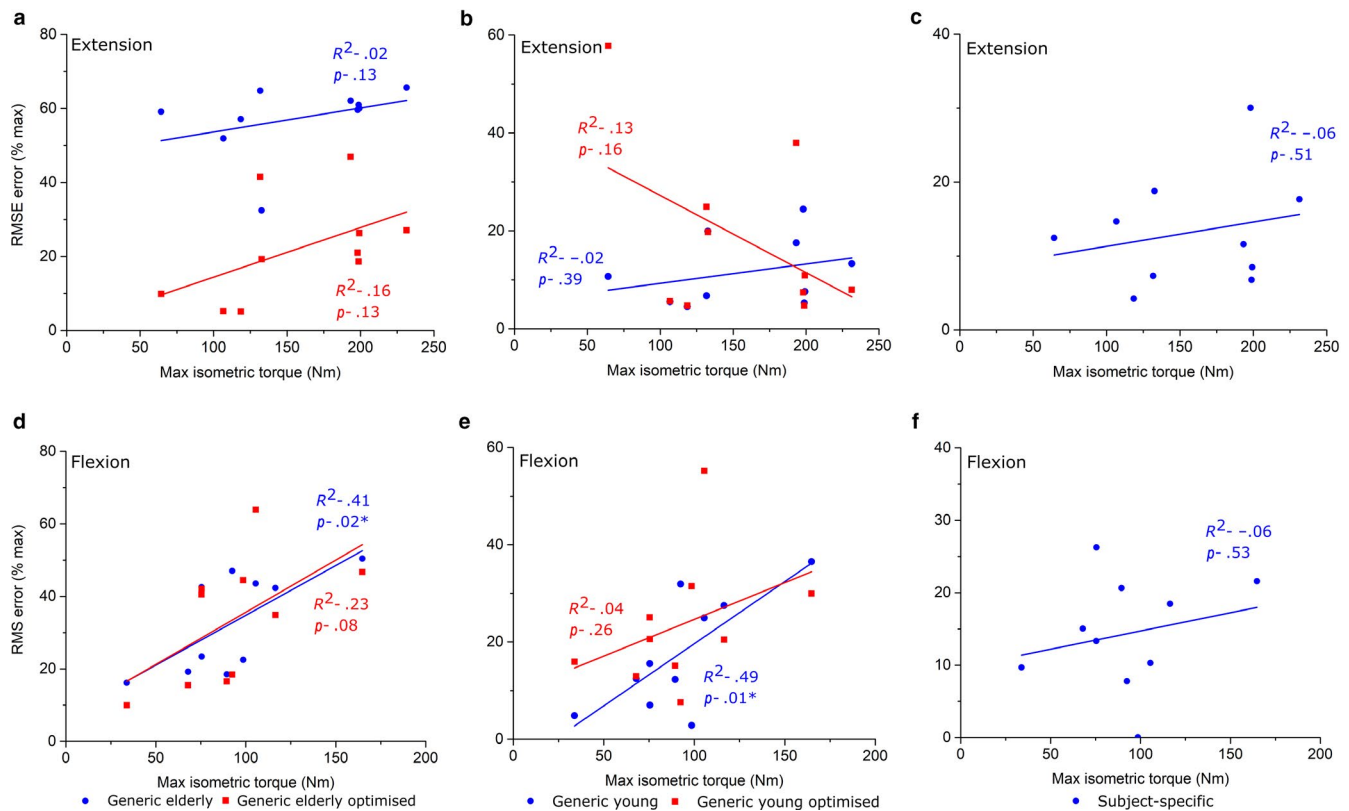 a
Extension
R²- .02
p- .13
R²- .16
p- .13
RMSE error (% max)
80
60
40
20
0
0 50 100 150 200 250
Max isometric torque (Nm)
b
Extension
R²- .13
p- .16
R²- -.02
p- .39
60
40
20
0
0 50 100 150 200 250
Max isometric torque (Nm)
c
Extension
R²- -.06
p- .51
40
30
20
10
0
0 50 100 150 200 250
Max isometric torque (Nm)
d
Flexion
R²- .41
p- .02*
R²- .23
p- .08
RMS error (% max)
80
60
40
20
0
0 50 100 150 200
Max isometric torque (Nm)
Generic elderly Generic elderly optimised
e
Flexion
R²- .04
p- .26
R²- .49
p- .01*
60
40
20
0
0 50 100 150 200
Max isometric torque (Nm)
Generic young Generic young optimised
f
Flexion
R²- -.06
p- .53
40
30
20
10
0
0 50 100 150 200
Max isometric torque (Nm)
Subject-specific